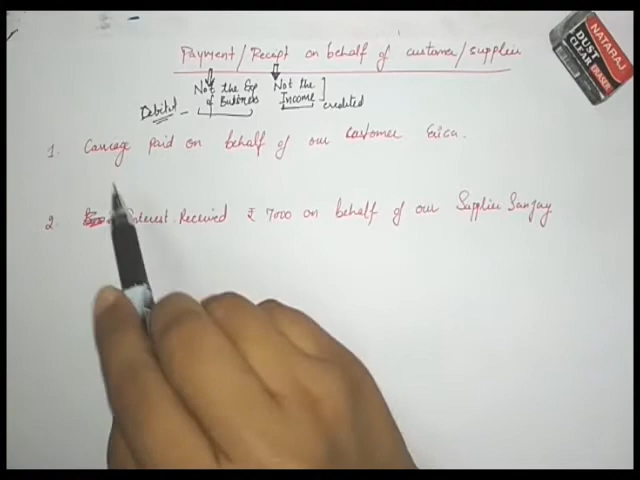 Payment/Receipt on behalf of customer/supplier
Not the Exp of Business
Not the Income
Debited
credited
1. Carriage paid on behalf of our customer Erica.
2. Interest Received ₹ 7000 on behalf of our Supplier Sanjay
NATARAJ
DUST CLEAR ERASER